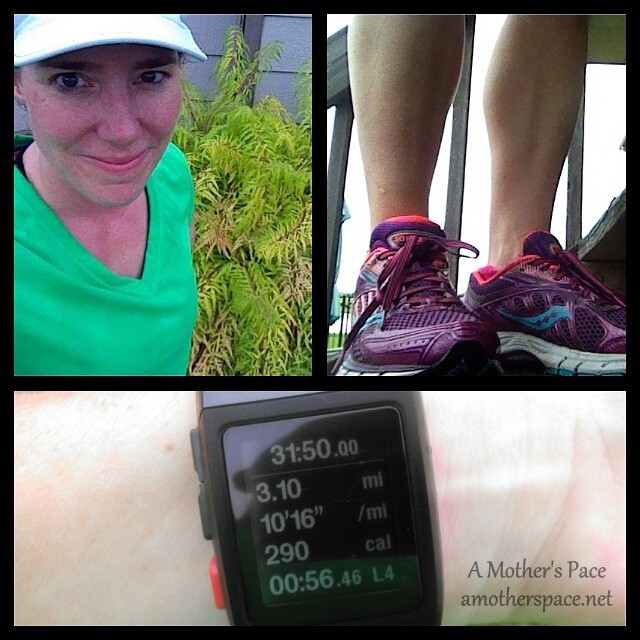 31:50.00
3.10 mi
10'16" /mi
290 cal
00:56.46 L4
A Mother's Pace
amotherspace.net